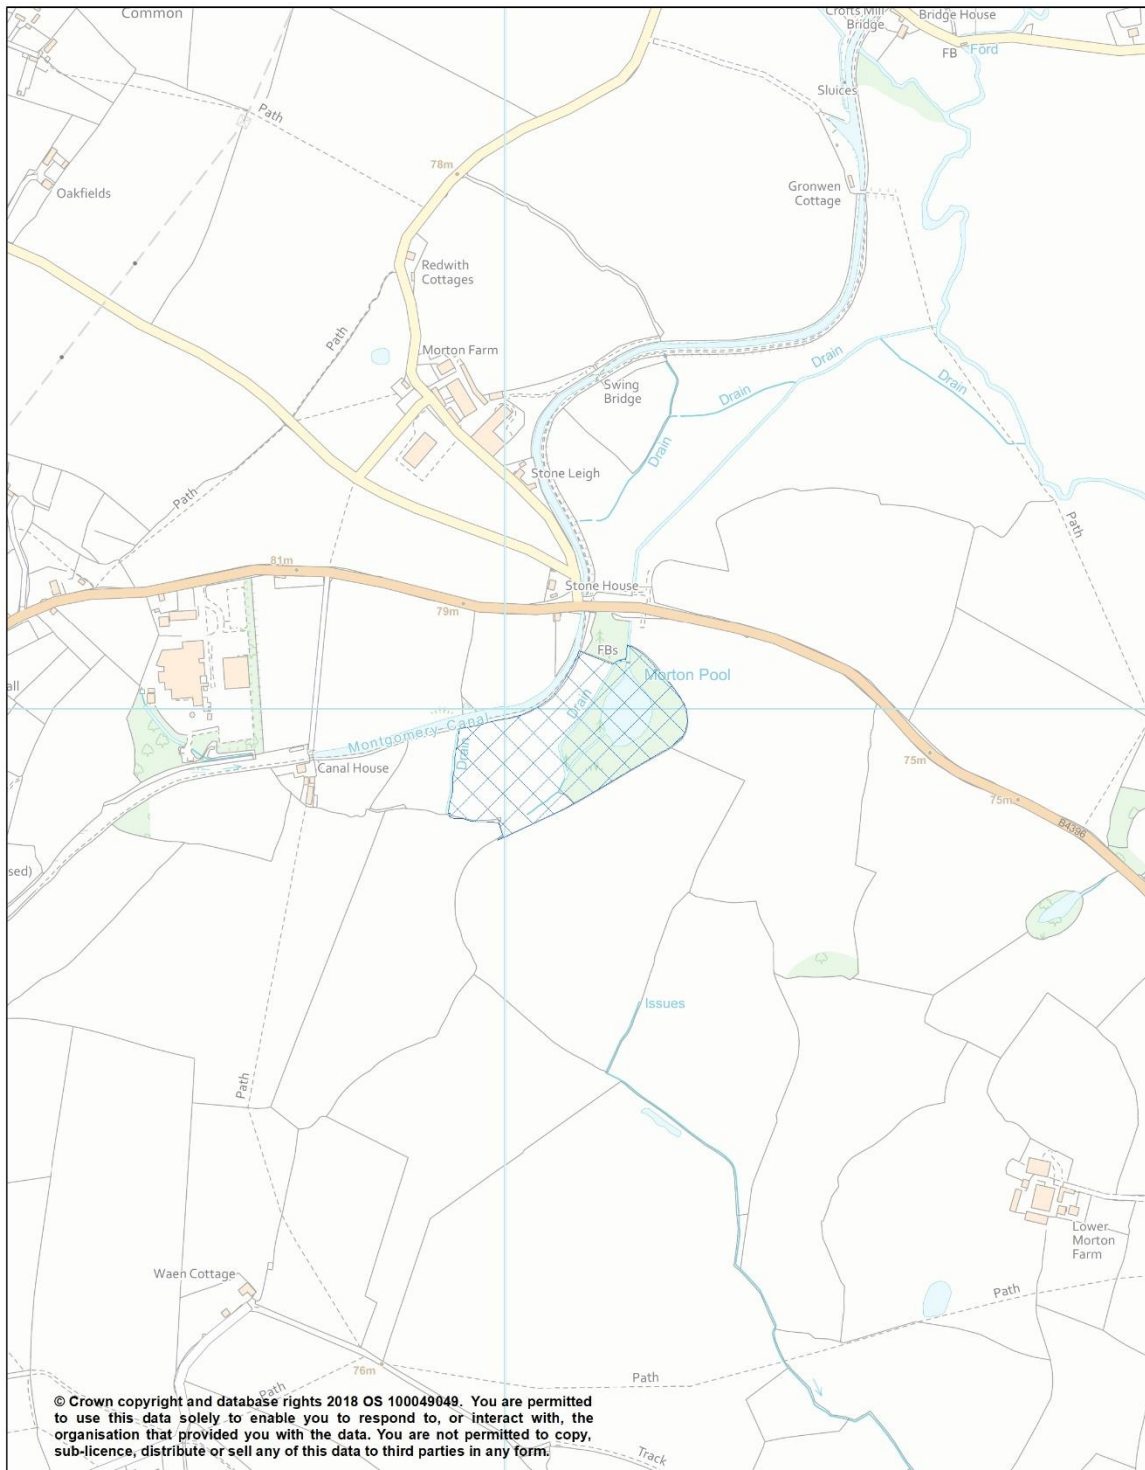 Common
Crofts Mill
Bridge
Bridge House
FB
Ford
Sluices
Path
78m
Oakfields
Gronwen
Cottage
Redwith
Cottages
Path
Morton Farm
Drain
Swing
Bridge
Drain
Drain
Drain
Stone Leigh
Path
Path
81m
Stone House
79m
FBs
Morton Pool
Drain
Montgomery Canal
Drain
Canal House
75m
75m
B4396
sed)
Issues
Path
Lower
Morton
Farm
Waen Cottage
Path
76m
Path
Path
© Crown copyright and database rights 2018 OS 100049049. You are permitted
to use this data solely to enable you to respond to, or interact with, the
organisation that provided you with the data. You are not permitted to copy,
sub-licence, distribute or sell any of this data to third parties in any form.
Track